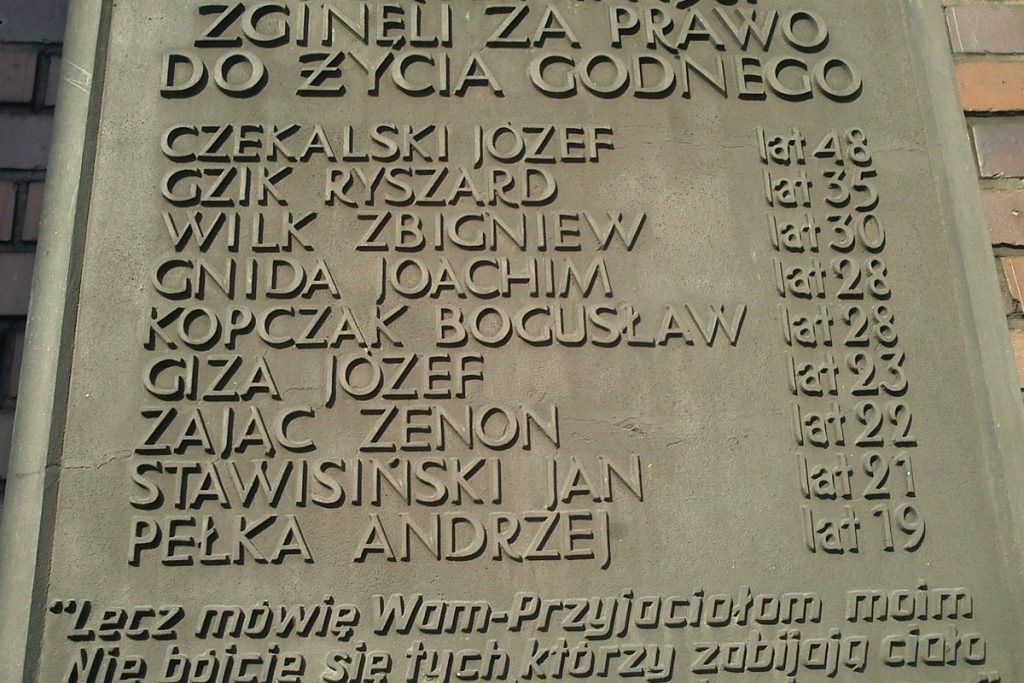 ZGINĘLI ZA PRAWO
DO ŻYCIA GODNEGO
CZEKALSKI JÓZEF lat 48
GZIK RYSZARD lat 35
WILK ZBIGNIEW lat 30
GNIDA JOACHIM lat 28
KOPCZAK BOGUSŁAW lat 28
GIZA JÓZEF lat 23
ZAJĄC ZENON lat 22
STAWISIŃSKI JAN lat 21
PEŁKA ANDRZEJ lat 19
"Lecz mówię Wam-Przyjaciołom moim
Nie bójcie się tych którzy zabijają ciało